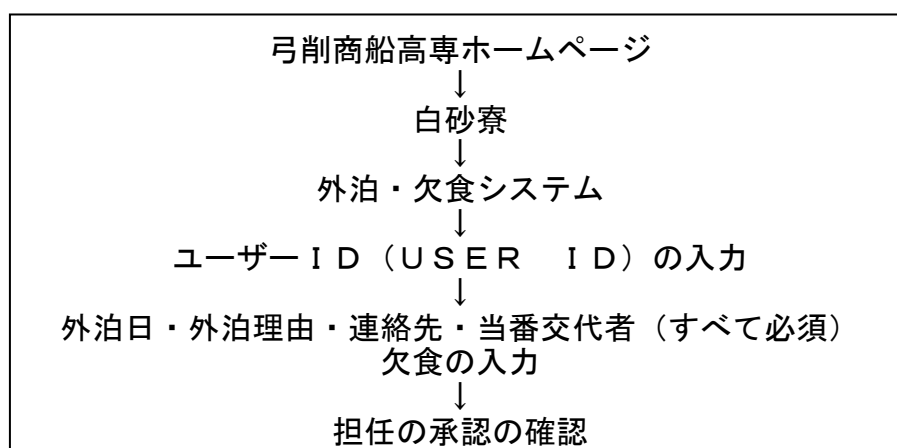 弓削商船高専ホームページ
↓
白砂寮
↓
外泊・欠食システム
↓
ユーザーＩＤ（ＵＳＥＲ　ＩＤ）の入力
↓
外泊日・外泊理由・連絡先・当番交代者（すべて必須）
欠食の入力
↓
担任の承認の確認